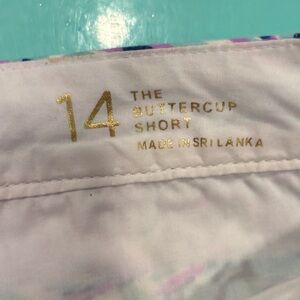 14
THE
BUTTERCUP
SHORT
MADE IN SRI LANKA